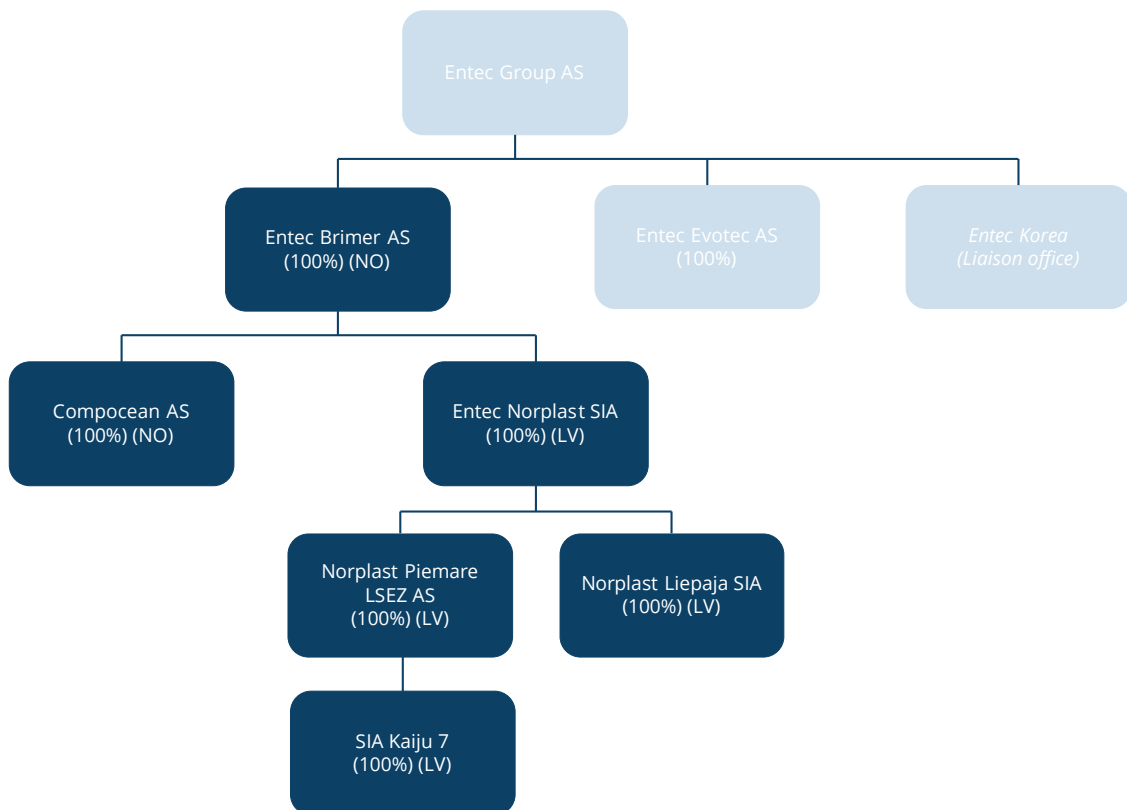 Entec Group AS
Entec Brimer AS
(100%) (NO)
Entec Evotec AS
(100%)
Entec Korea
(Liaison office)
Compocean AS
(100%) (NO)
Entec Norplast SIA
(100%) (LV)
Norplast Piemare
LSEZ AS
(100%) (LV)
Norplast Liepaja SIA
(100%) (LV)
SIA Kaiju 7
(100%) (LV)